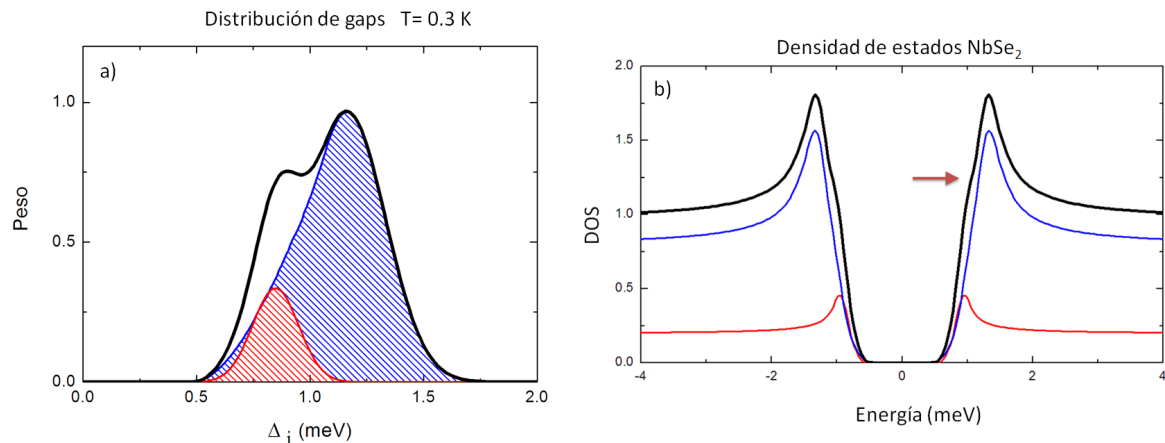 Distribución de gaps T= 0.3 K
a)
Peso
1.0
0.5
0.0
0.0 0.5 1.0 1.5 2.0
Δ i (meV)
Densidad de estados NbSe2
b)
DOS
2.0
1.5
1.0
0.5
0.0
-4 -2 0 2 4
Energía (meV)